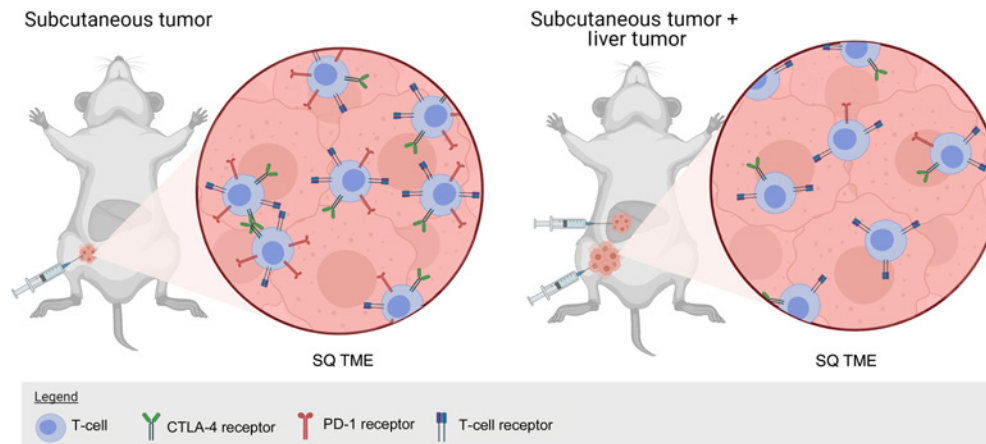 Subcutaneous tumor
Subcutaneous tumor +
liver tumor
SQ TME
SQ TME
Legend
T-cell
CTLA-4 receptor
PD-1 receptor
T-cell receptor